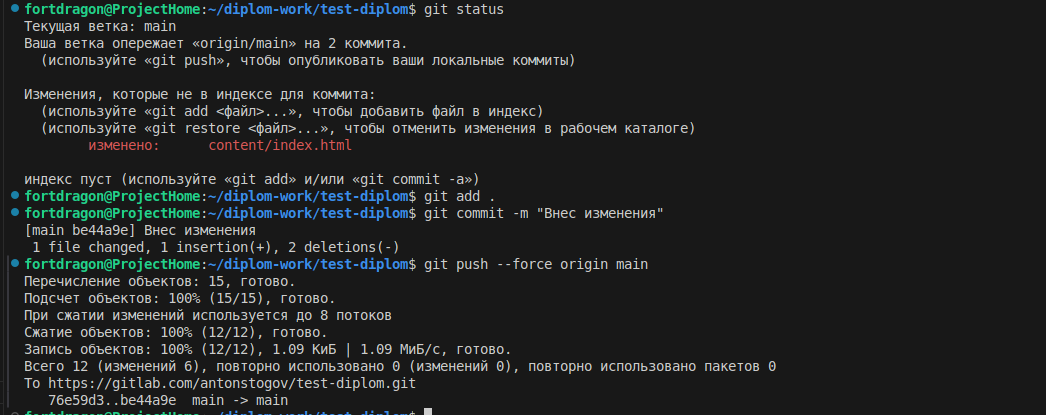 fortdragon@ProjectHome:~/diplom-work/test-diplom$ git status
Текущая ветка: main
Ваша ветка опережает «origin/main» на 2 коммита.
  (используйте «git push», чтобы опубликовать ваши локальные коммиты)
Изменения, которые не в индексе для коммита:
  (используйте «git add <файл>...», чтобы добавить файл в индекс)
  (используйте «git restore <файл>...», чтобы отменить изменения в рабочем каталоге)
        изменено:      content/index.html
индекс пуст (используйте «git add» и/или «git commit -a»)
fortdragon@ProjectHome:~/diplom-work/test-diplom$ git add .
fortdragon@ProjectHome:~/diplom-work/test-diplom$ git commit -m "Внес изменения"
[main be44a9e] Внес изменения
 1 file changed, 1 insertion(+), 2 deletions(-)
fortdragon@ProjectHome:~/diplom-work/test-diplom$ git push --force origin main
Перечисление объектов: 15, готово.
Подсчет объектов: 100% (15/15), готово.
При сжатии изменений используется до 8 потоков
Сжатие объектов: 100% (12/12), готово.
Запись объектов: 100% (12/12), 1.09 КиБ | 1.09 МиБ/с, готово.
Всего 12 (изменений 6), повторно использовано 0 (изменений 0), повторно использовано пакетов 0
To https://gitlab.com/antonstogov/test-diplom.git
   76e59d3..be44a9e  main -> main
fortdragon@ProjectHome:~/diplom-work/test-diplom$